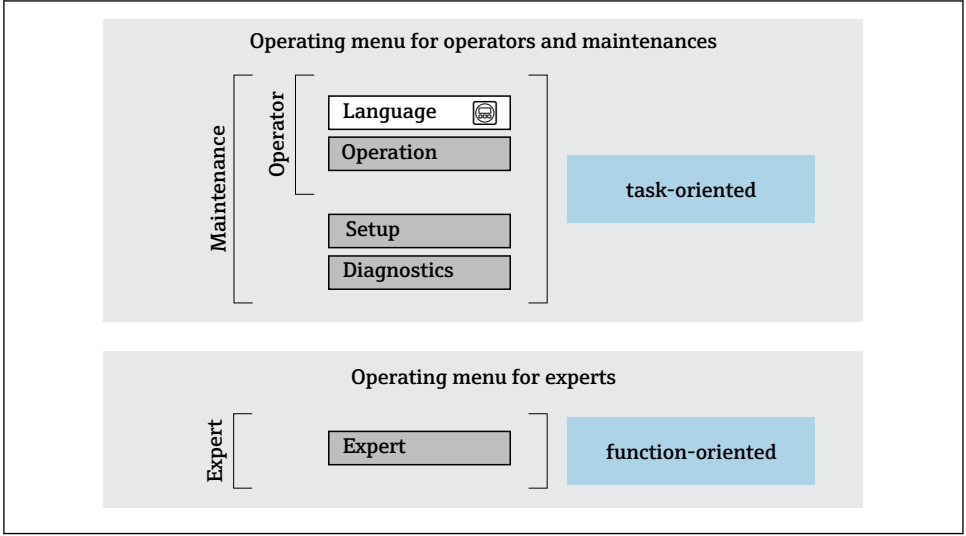 Operating menu for operators and maintenances
Maintenance
Operator
Language
Operation
task-oriented
Setup
Diagnostics
Operating menu for experts
Expert
Expert
function-oriented